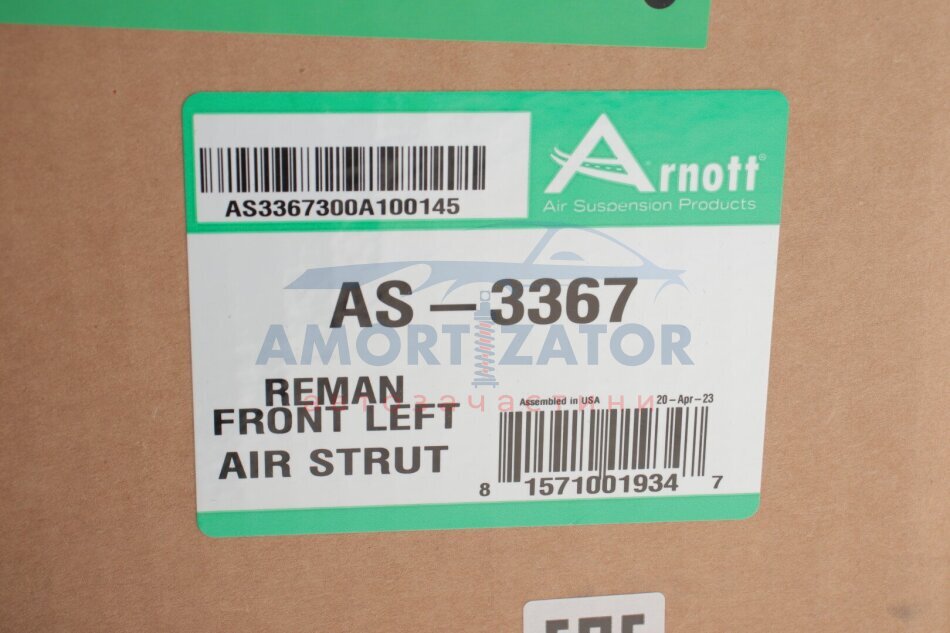 AS3367300A100145
Arnott®
Air Suspension Products
AS-3367
AMORTIZATOR
автозачастини
REMAN
FRONT LEFT
AIR STRUT
Assembled in USA
20-Apr-23
8 1571001934 7